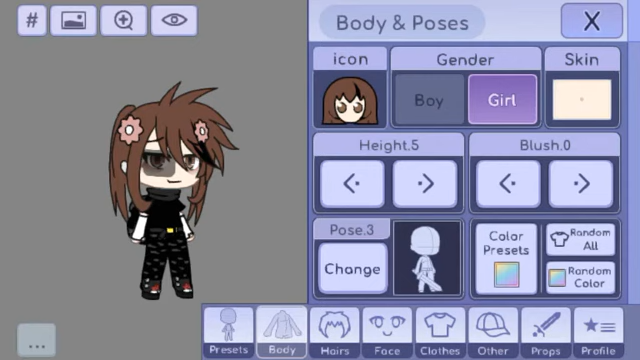 #
Body & Poses
X
icon
Gender
Skin
Boy
Girl
Height.5
Blush.0
< >
< >
Pose.3
Change
Color
Presets
Random
All
Random
Color
...
Presets
Body
Hairs
Face
Clothes
Other
Props
Profile